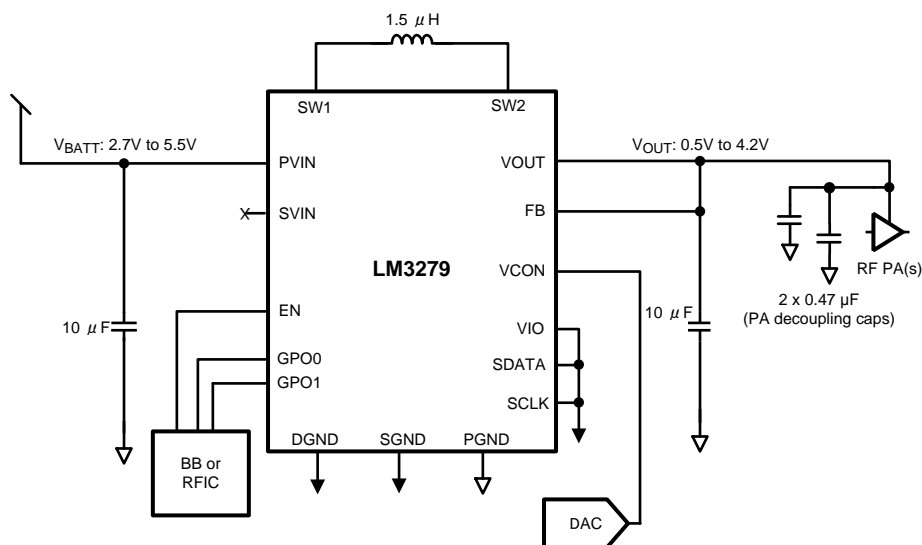 1.5 μH
SW1
SW2
VBATT: 2.7V to 5.5V
VOUT: 0.5V to 4.2V
PVIN
VOUT
SVIN
FB
LM3279
VCON
RF PA(s)
2 x 0.47 µF
(PA decoupling caps)
10 μF
EN
VIO
10 μF
GPO0
SDATA
GPO1
SCLK
DGND
SGND
PGND
BB or
RFIC
DAC